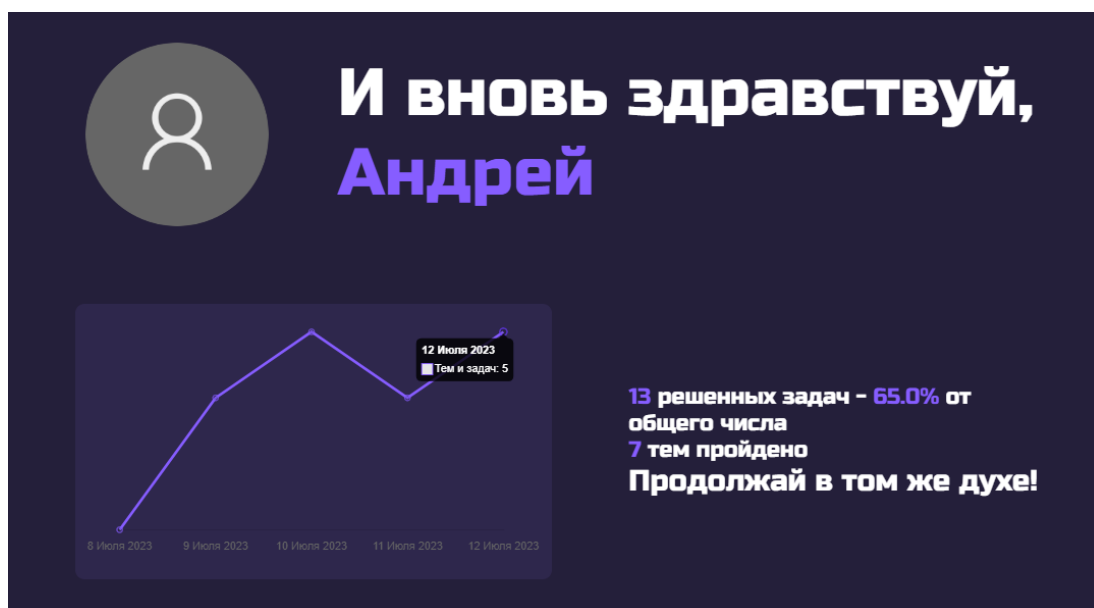 И вновь здравствуй,
Андрей
12 Июля 2023
Тем и задач: 5
8 Июля 2023
9 Июля 2023
10 Июля 2023
11 Июля 2023
12 Июля 2023
13 решенных задач - 65.0% от
общего числа
7 тем пройдено
Продолжай в том же духе!